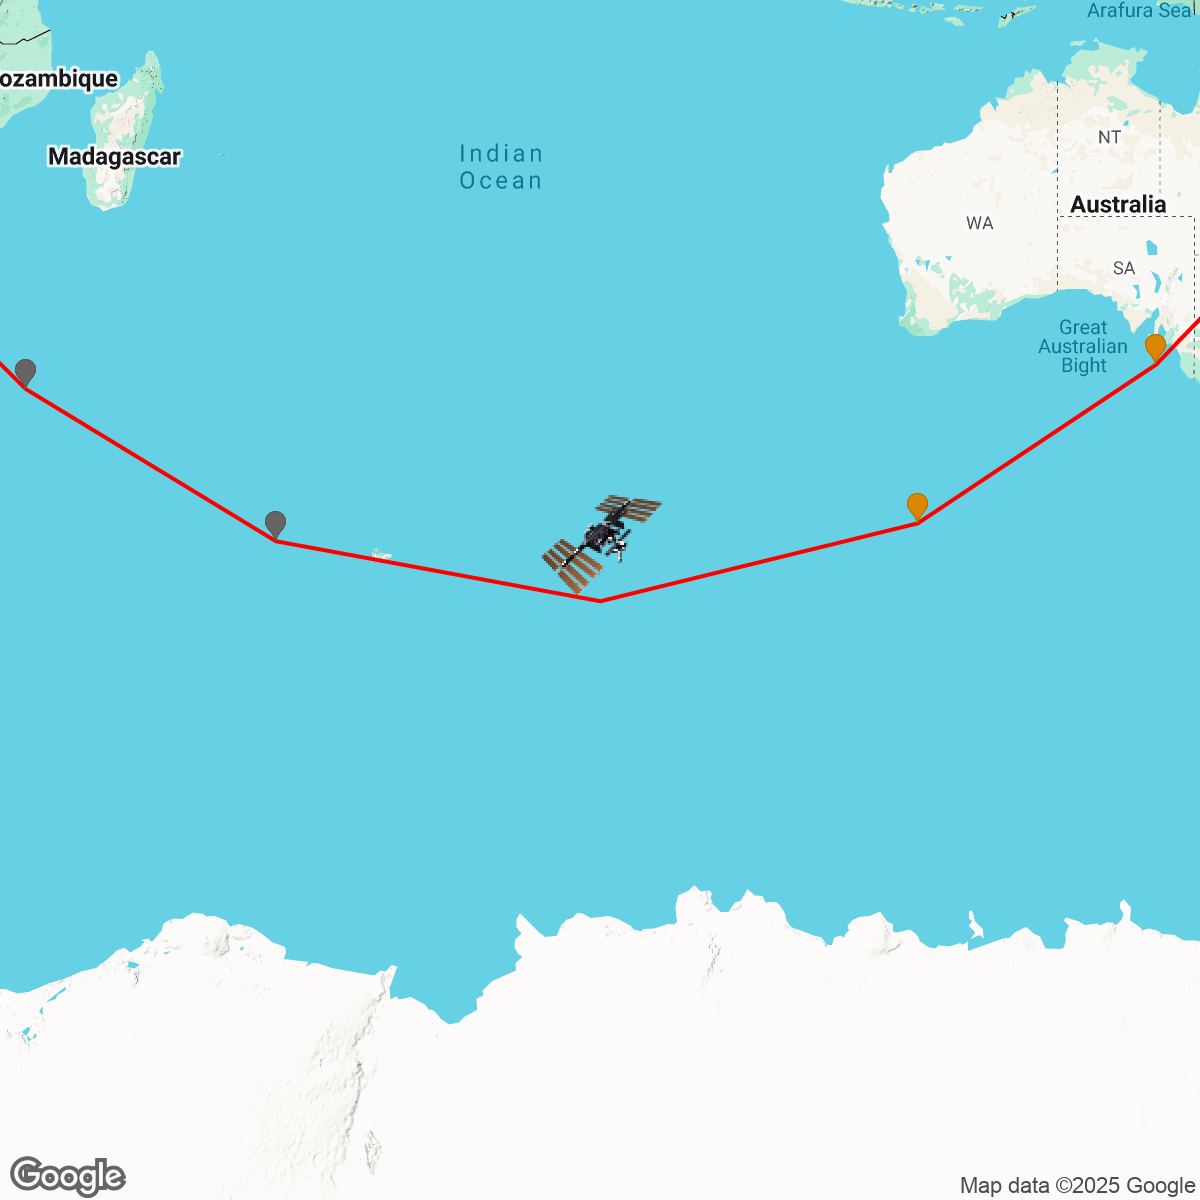 Arafura Sea
ozambique
Madagascar
Indian
Ocean
NT
Australia
WA
SA
Great
Australian
Bight
Google
Map data ©2025 Google